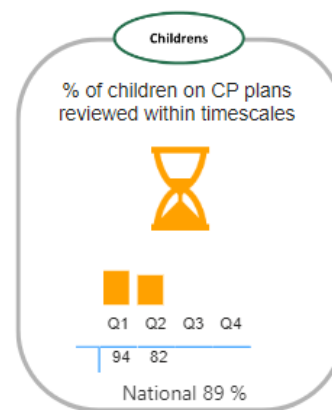 Childrens
% of children on CP plans
reviewed within timescales
Q1 Q2 Q3 Q4
94 82
National 89 %